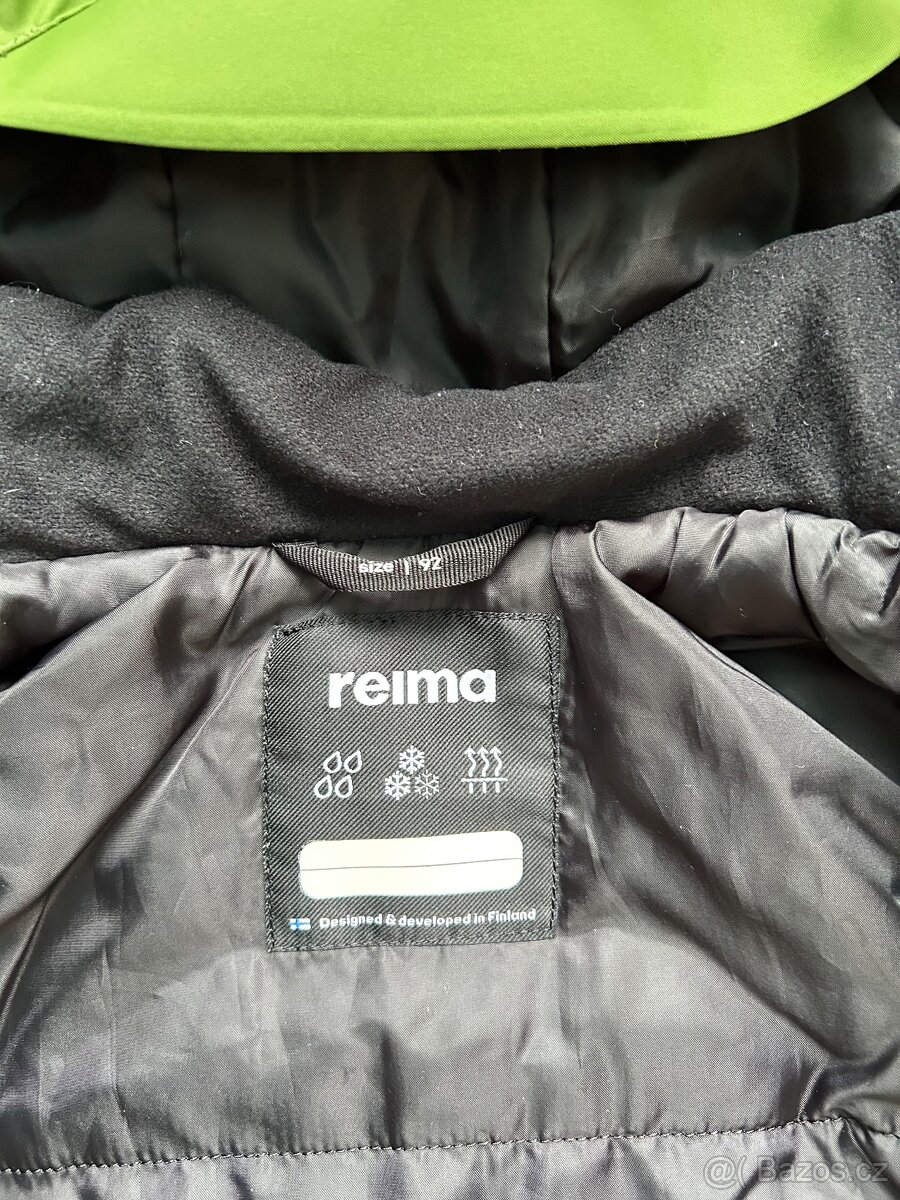 size | 92
reima
Designed & developed in Finland
@( Bazos.cz